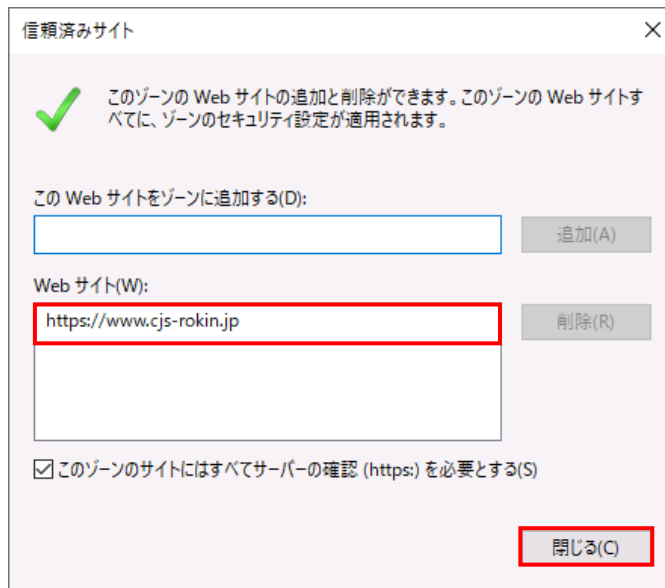 信頼済みサイト
このゾーンの Web サイトの追加と削除ができます。このゾーンの Web サイトす
べてに、ゾーンのセキュリティ設定が適用されます。
この Web サイトをゾーンに追加する(D):
追加(A)
Web サイト(W):
https://www.cjs-rokin.jp
削除(R)
このゾーンのサイトにはすべてサーバーの確認 (https:) を必要とする(S)
閉じる(C)